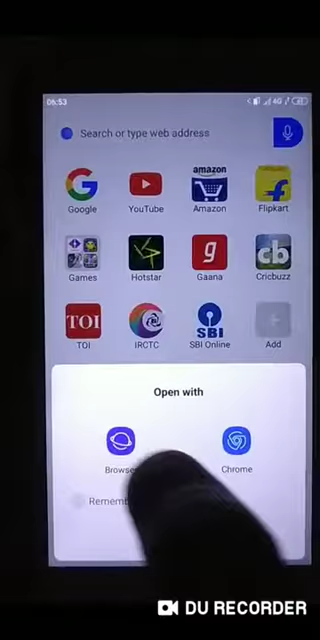 06:53
4G
Search or type web address
amazon
Google
YouTube
Amazon
Flipkart
g
cb
Games
Hotstar
Gaana
Cricbuzz
TOI
SBI
TOI
IRCTC
SBI Online
Add
Open with
Chrome
DU RECORDER